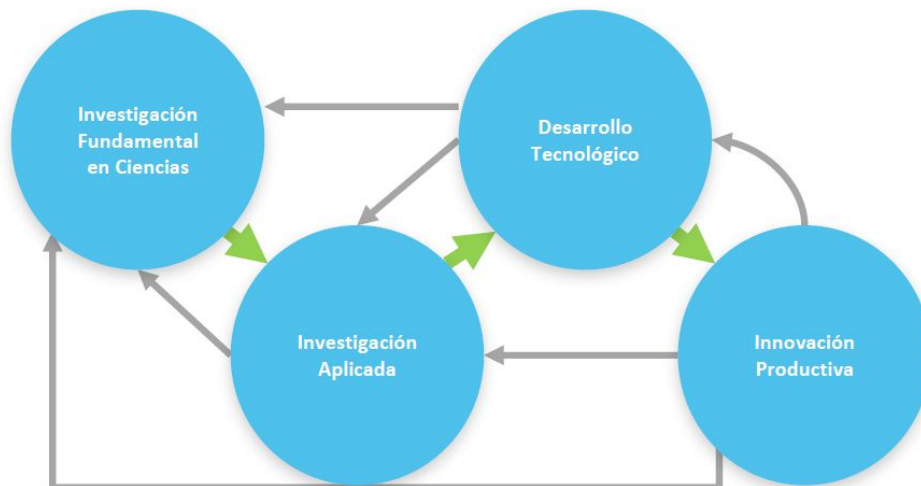 Investigación
Fundamental
en Ciencias
Desarrollo
Tecnológico
Investigación
Aplicada
Innovación
Productiva